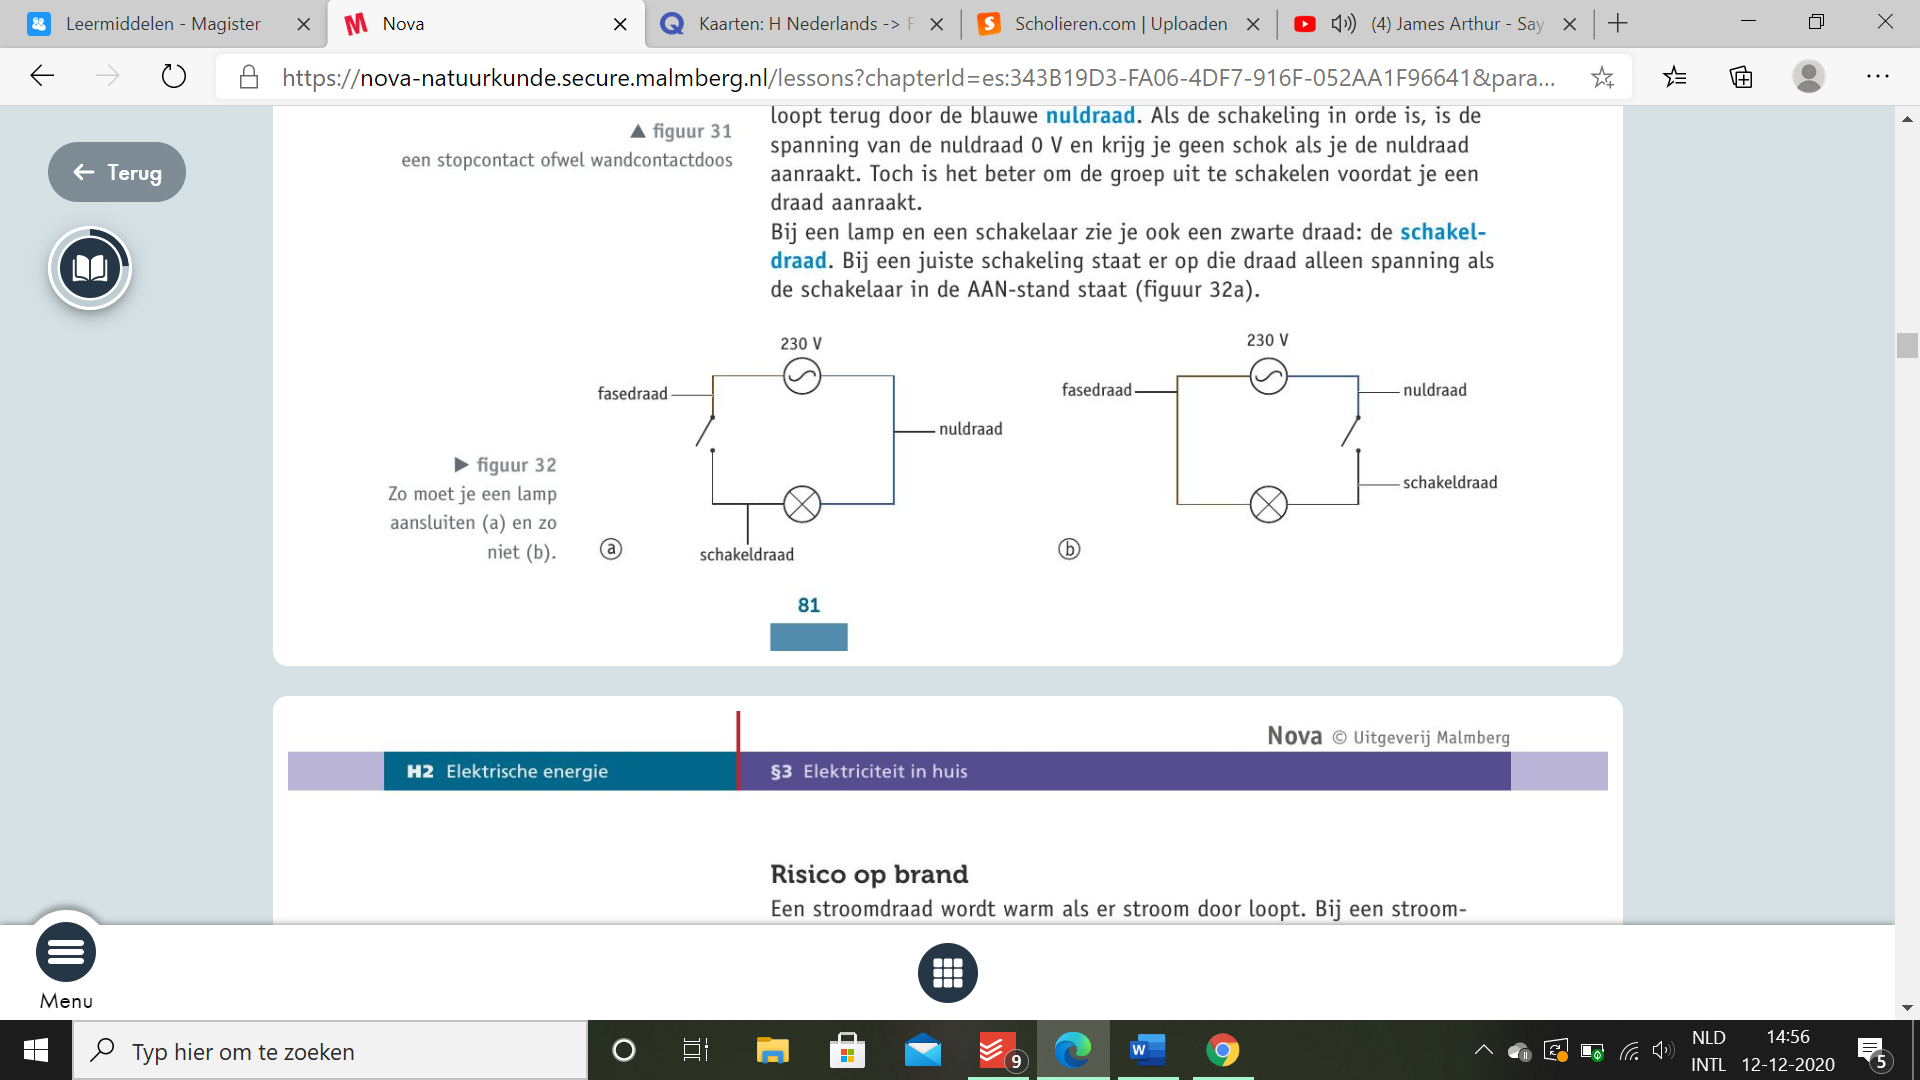 Leermiddelen - Magister
Nova
Kaarten: H Nederlands -> F
Scholieren.com | Uploaden
(4) James Arthur - Say
https://nova-natuurkunde.secure.malmberg.nl/lessons?chapterId=es:343B19D3-FA06-4DF7-916F-052AA1F96641&para...
Terug
▲ figuur 31
een stopcontact ofwel wandcontactdoos
loopt terug door de blauwe nuldraad. Als de schakeling in orde is, is de
spanning van de nuldraad 0 V en krijg je geen schok als je de nuldraad
aanraakt. Toch is het beter om de groep uit te schakelen voordat je een
draad aanraakt.
Bij een lamp en een schakelaar zie je ook een zwarte draad: de schakel-
draad. Bij een juiste schakeling staat er op die draad alleen spanning als
de schakelaar in de AAN-stand staat (figuur 32a).
230 V
fasedraad
nuldraad
schakeldraad
a
230 V
fasedraad
nuldraad
schakeldraad
b
▶ figuur 32
Zo moet je een lamp
aansluiten (a) en zo
niet (b).
81
Nova © Uitgeverij Malmberg
H2 Elektrische energie
§3 Elektriciteit in huis
Risico op brand
Een stroomdraad wordt warm als er stroom door loopt. Bij een stroom-
Menu
Typ hier om te zoeken
9
NLD
INTL
14:56
12-12-2020
5